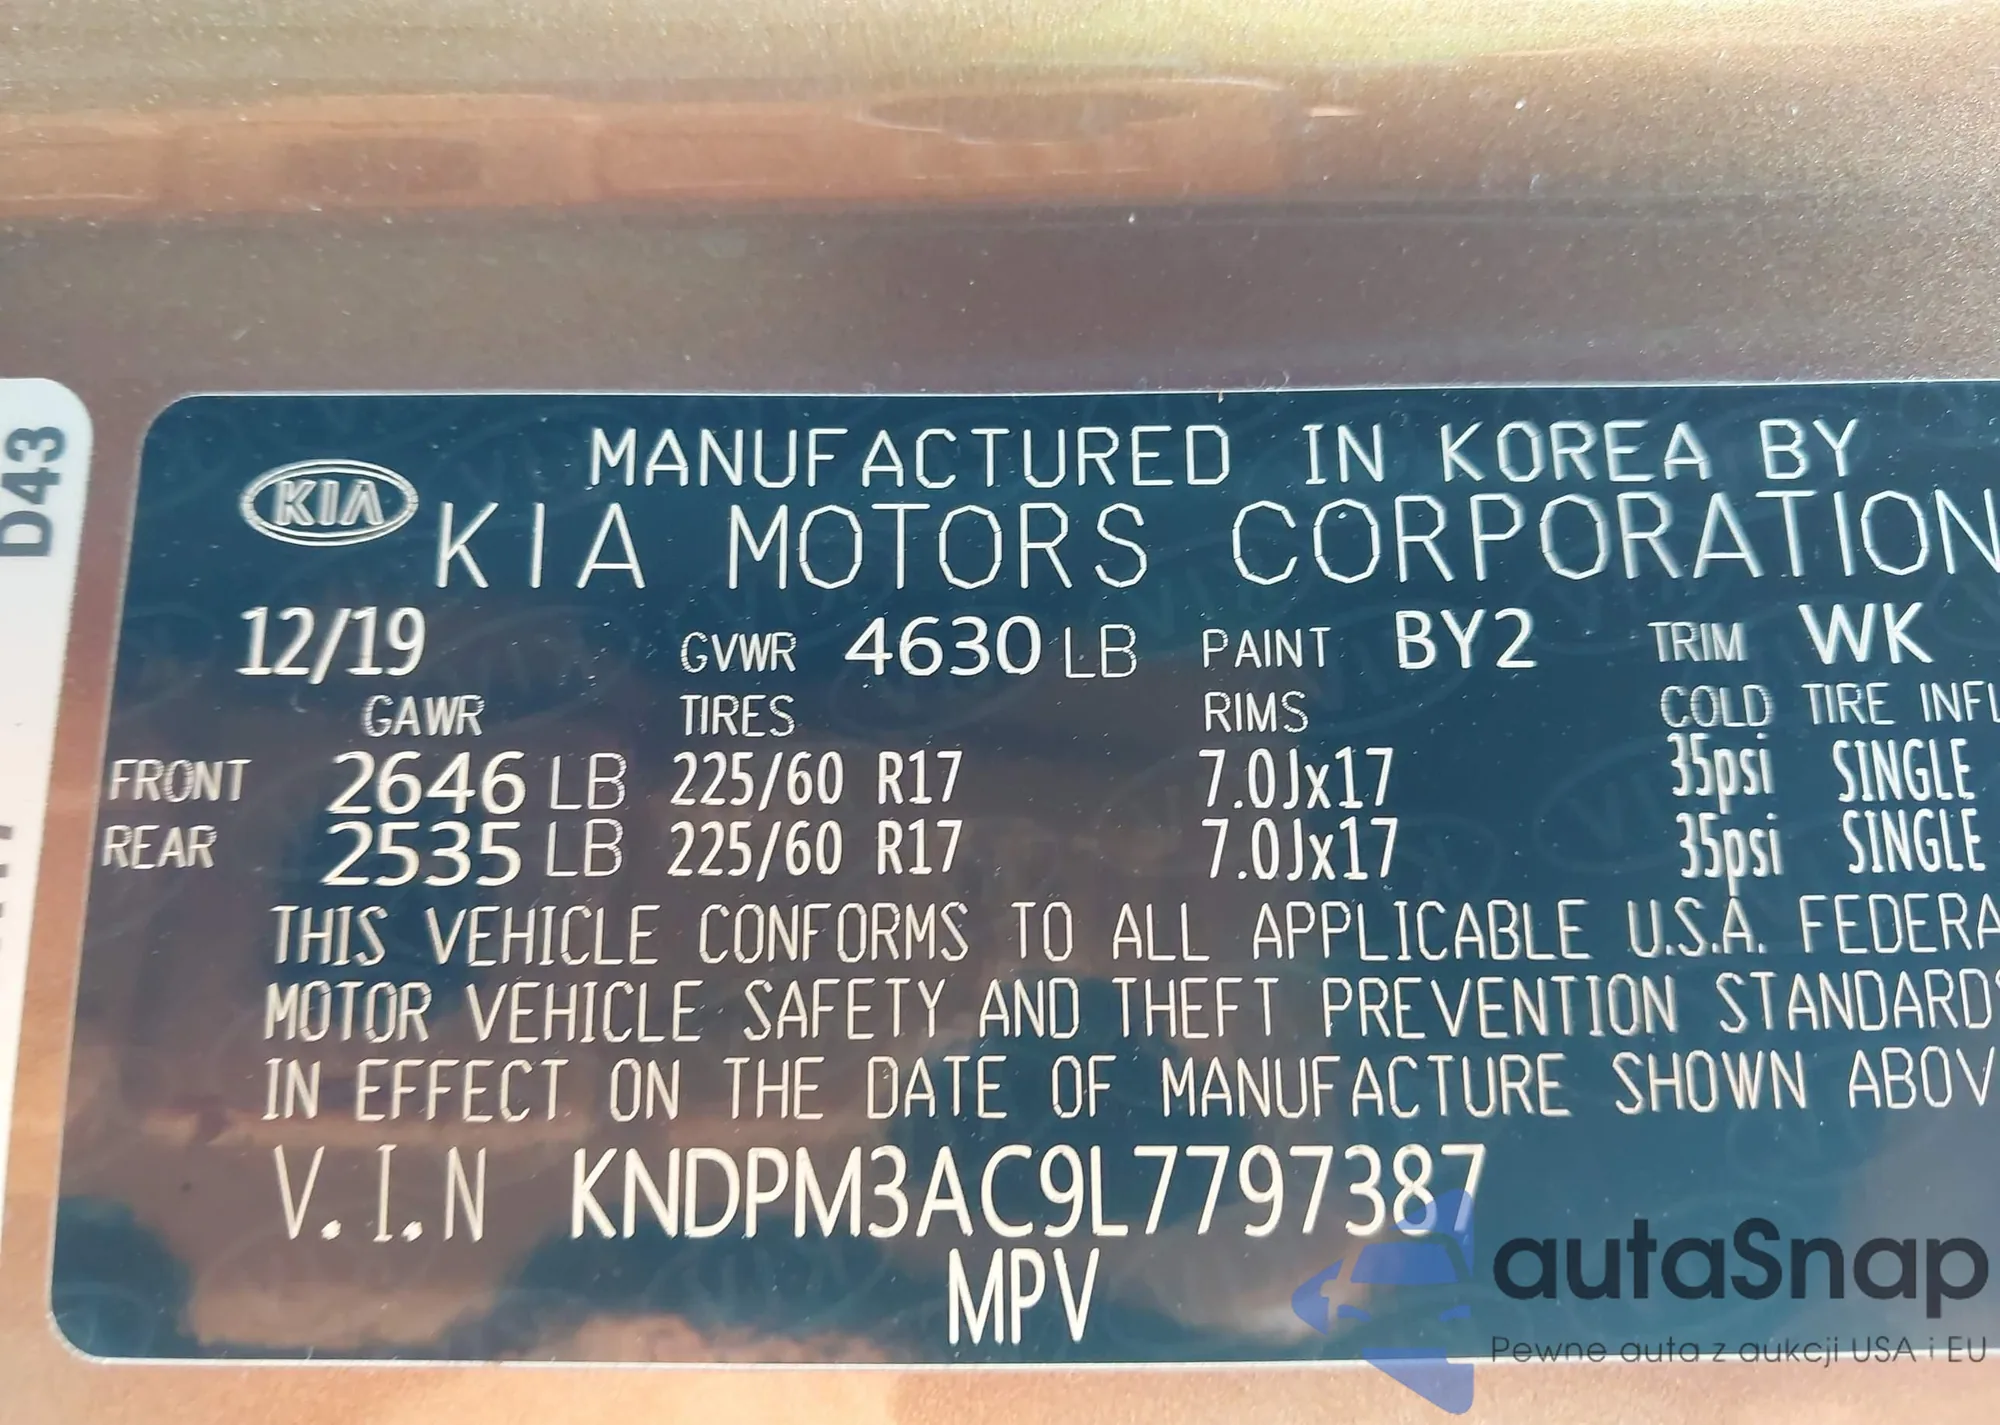 D43
KIA
MANUFACTURED IN KOREA BY
KIA MOTORS CORPORATION
12/19 GVWR 4630 LB PAINT BY2 TRIM WK
GAWR TIRES RIMS COLD TIRE INFL
FRONT 2646 LB 225/60 R17 7.0Jx17 35psi SINGLE
REAR 2535 LB 225/60 R17 7.0Jx17 35psi SINGLE
THIS VEHICLE CONFORMS TO ALL APPLICABLE U.S.A. FEDERA
MOTOR VEHICLE SAFETY AND THEFT PREVENTION STANDARDS
IN EFFECT ON THE DATE OF MANUFACTURE SHOWN ABOV
V.I.N KNDPM3AC9L7797387
MPV
autaSnap
Pewne auta z aukcji USA i EU